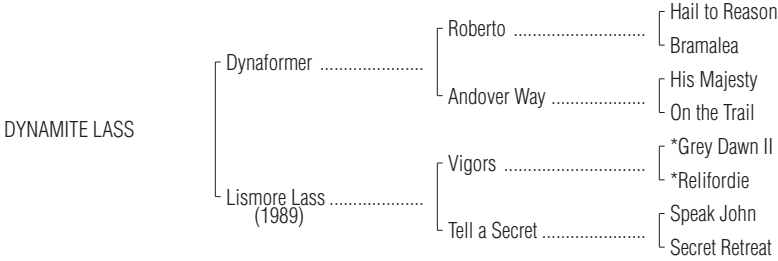 Hail to Reason
Roberto ............................
Bramalea
Dynaformer ......................
His Majesty
Andover Way ....................
On the Trail
DYNAMITE LASS
*Grey Dawn II
Vigors ..............................
*Relifordie
Lismore Lass ....................
(1989)
Speak John
Tell a Secret ......................
Secret Retreat